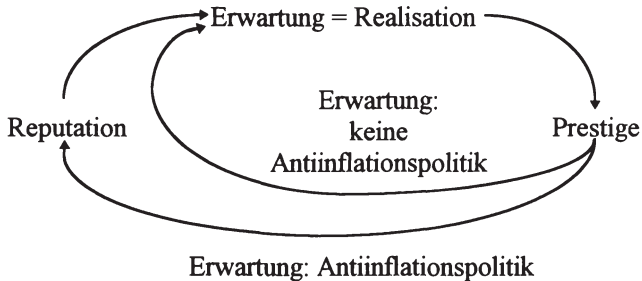 Erwartung = Realisation
Erwartung:
keine
Antiinflationspolitik
Reputation
Prestige
Erwartung: Antiinflationspolitik